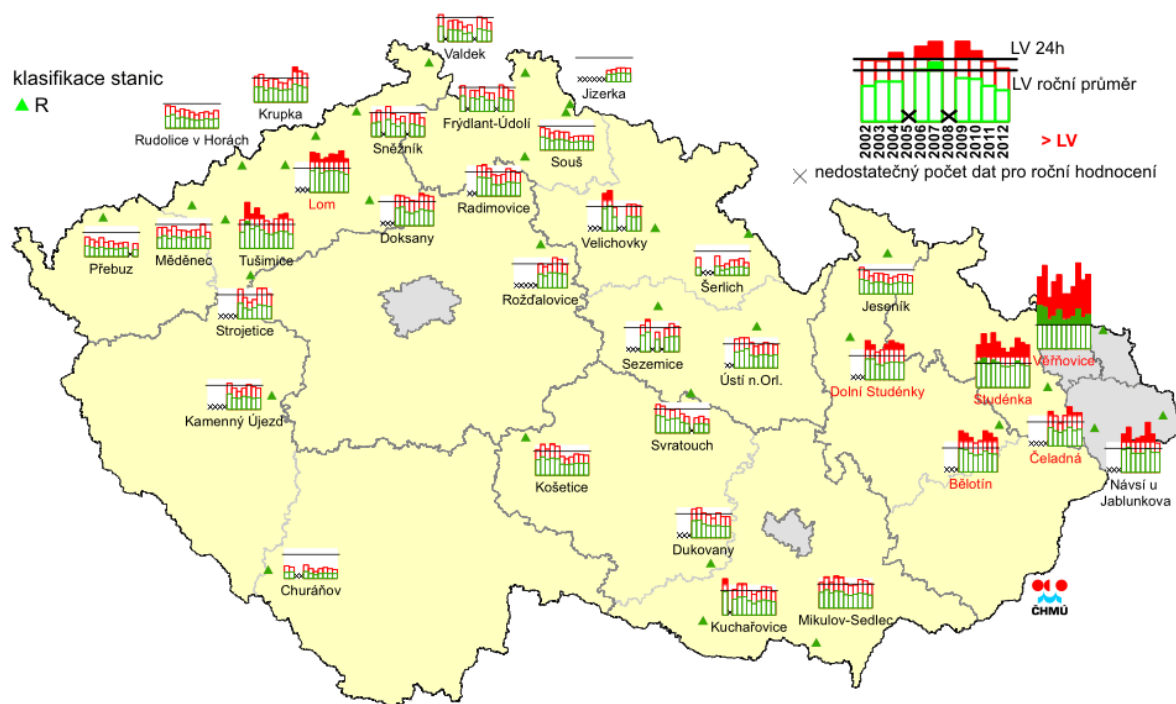 klasifikace stanic
R
Valdek
Jizerka
Krupka
Rudolice v Horách
Sněžník
Frýdlant-Údolí
Souš
Lom
Radimovice
Doksany
Velichovky
Přebuz
Měděnec
Tušimice
Strojetice
Rožďalovice
Šerlich
Jeseník
Sezemice
Ústí n.Orl.
Dolní Studénky
Věřňovice
Studénka
Kamenný Újezd
Svratouch
Košetice
Bělotín
Čeladná
Návsí u
Jablunkova
Dukovany
Churáňov
Kuchařovice
Mikulov-Sedlec
ČHMÚ
LV 24h
LV roční průměr
2002
2003
2004
2005
2006
2007
2008
2009
2010
2011
2012
> LV
nedostatečný počet dat pro roční hodnocení